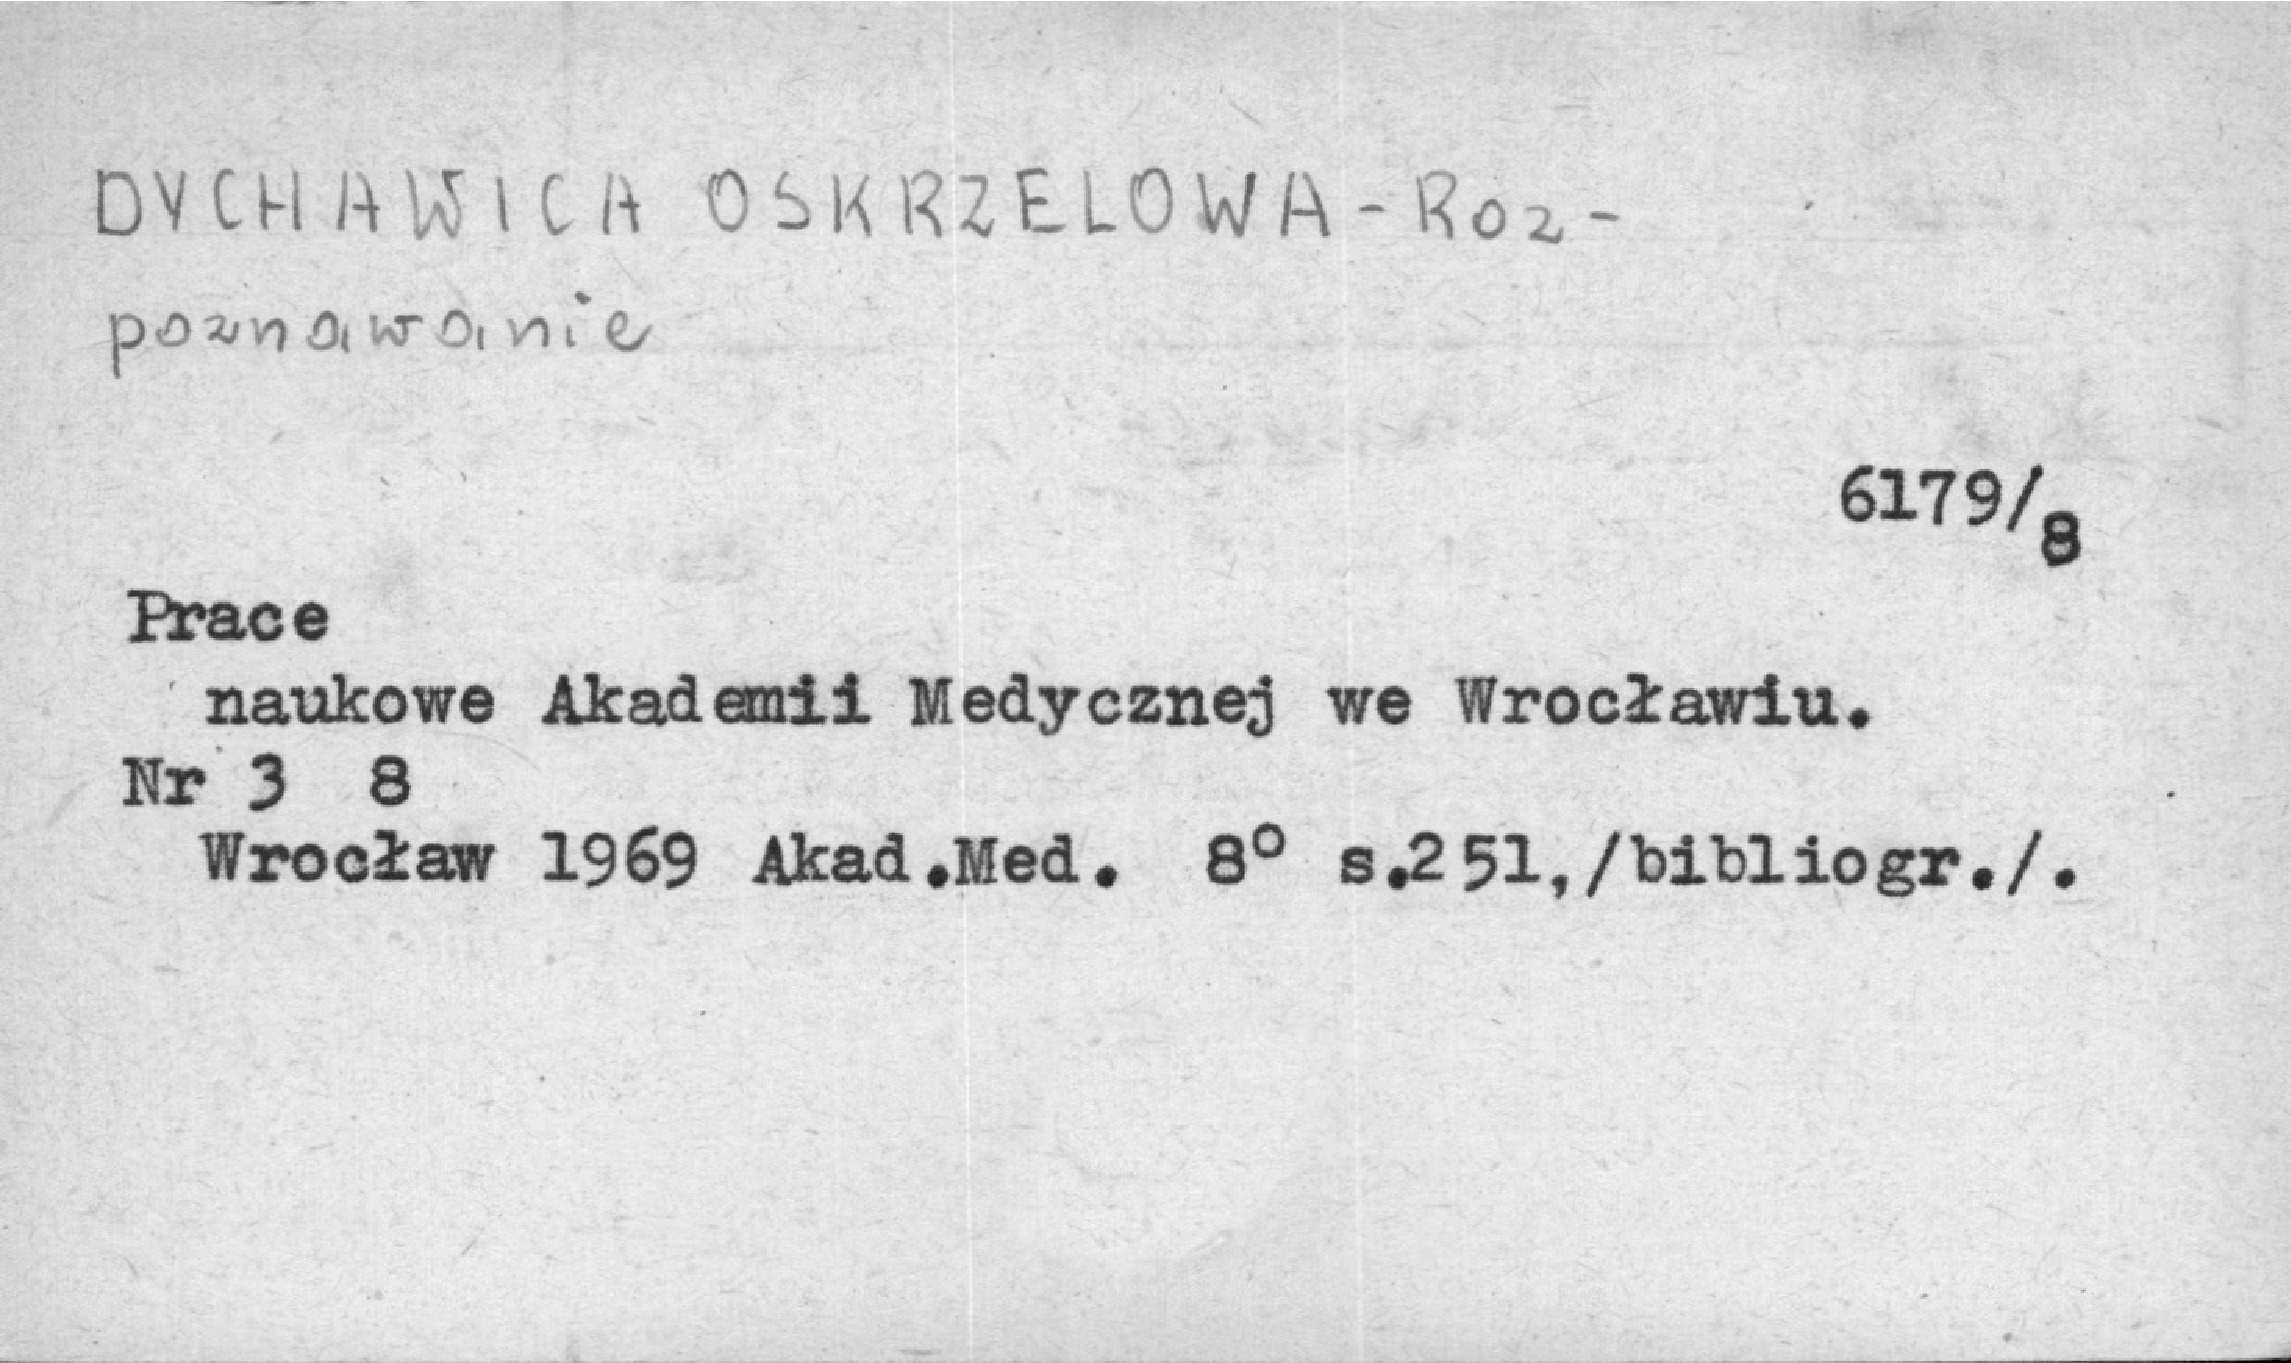 DYCHAWICA OSKRZELOWA - Roz-
poznawanie
6179/8
Prace
naukowe Akademii Medycznej we Wrocławiu.
Nr 3 8
Wrocław 1969 Akad.Med. 8° s.251,/bibliogr./.